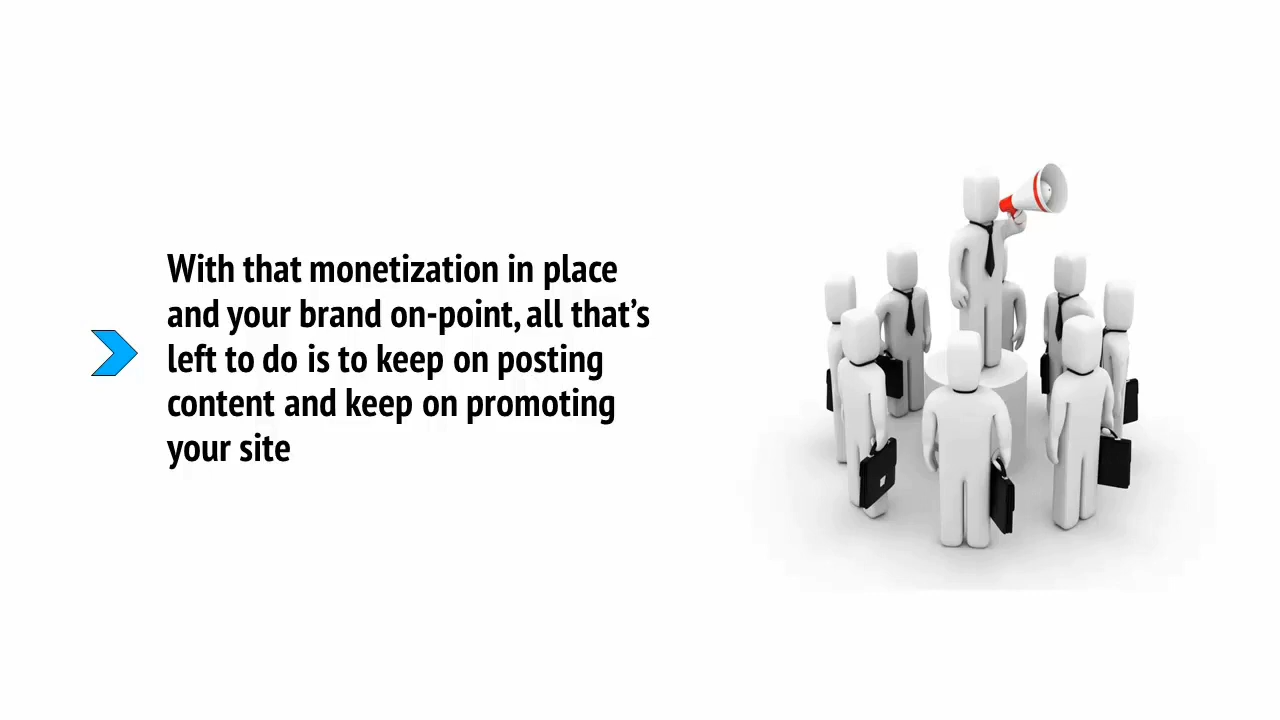 With that monetization in place
and your brand on-point, all that’s
left to do is to keep on posting
content and keep on promoting
your site